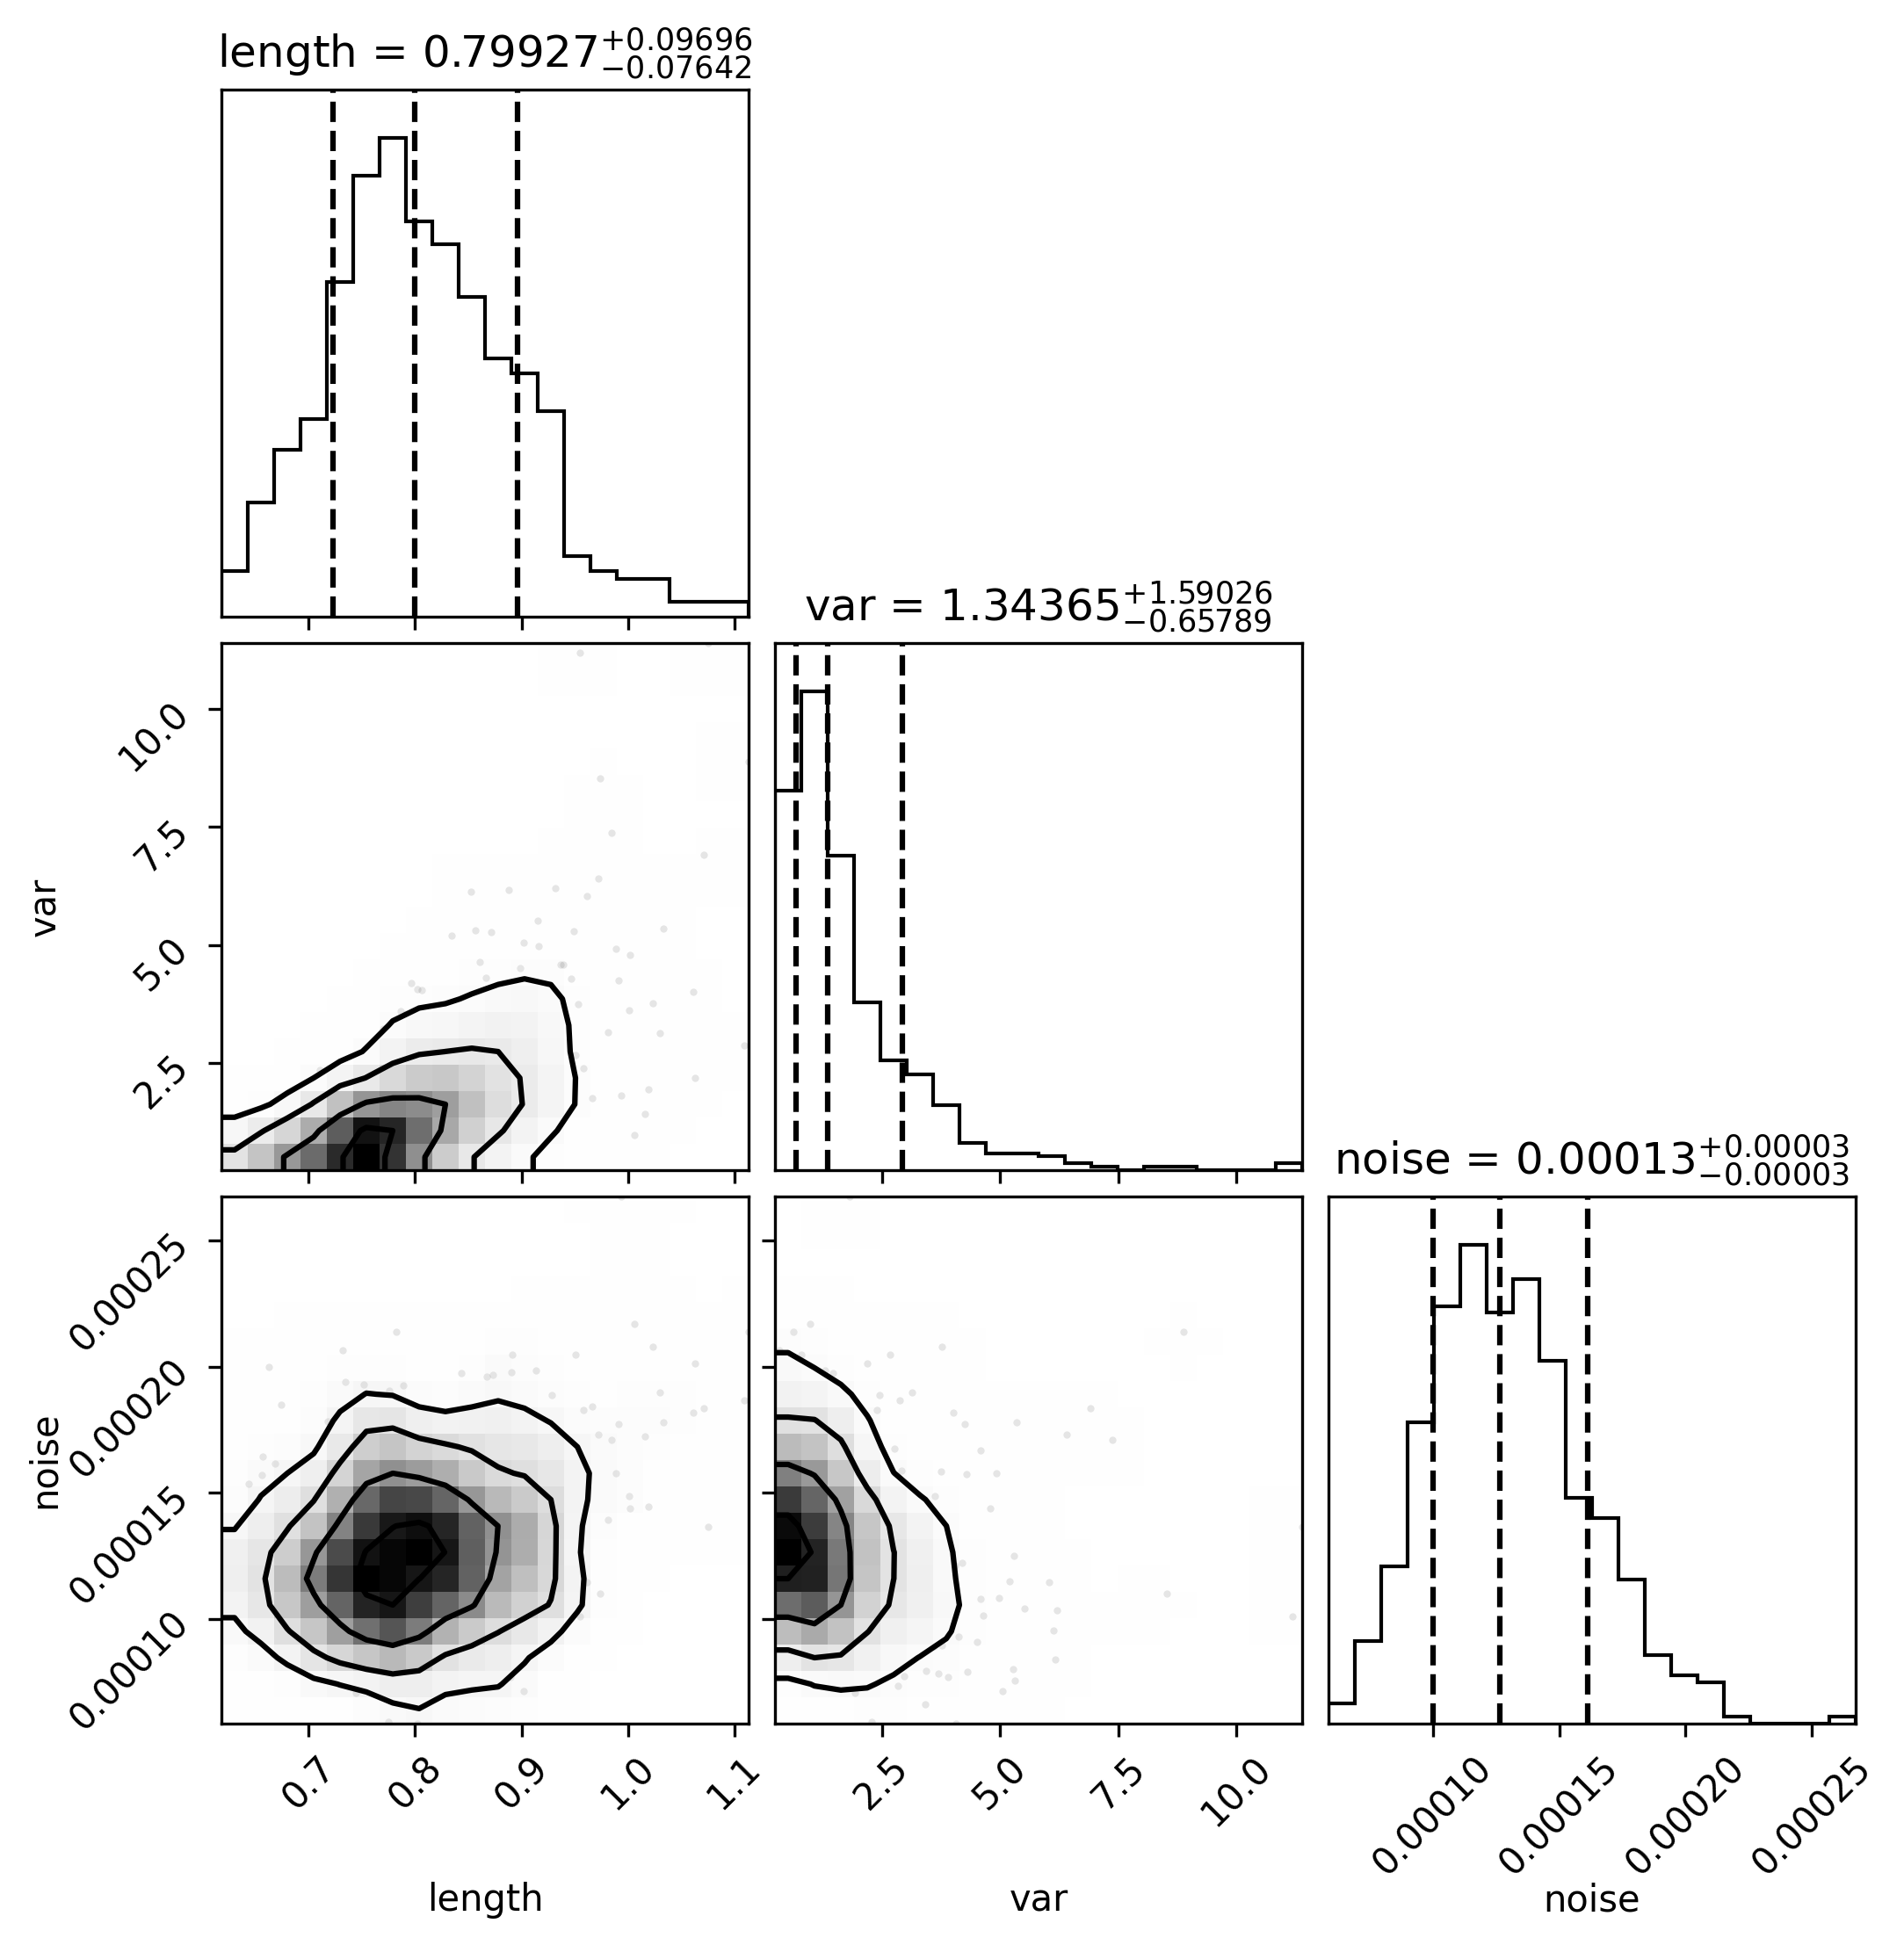 length = 0.79927 +0.09696 −0.07642
var = 1.34365 +1.59026 −0.65789
10.0
7.5
5.0
2.5
var
noise = 0.00013 +0.00003 −0.00003
0.00025
0.00020
0.00015
0.00010
noise
0.7 0.8 0.9 1.0 1.1 2.5 5.0 7.5 10.0 0.00010 0.00015 0.00020 0.00025
length var noise